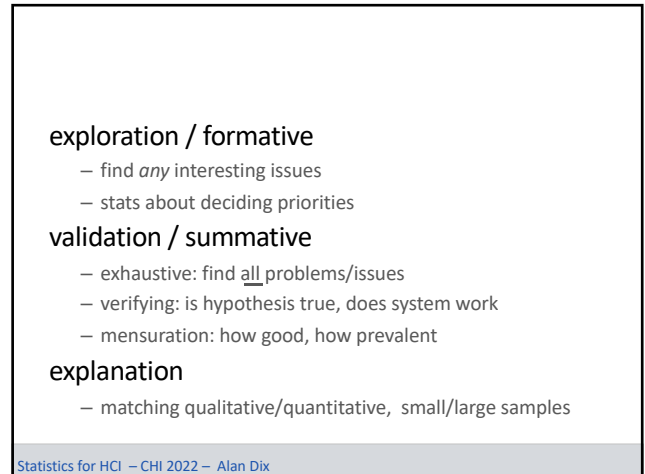 exploration / formative
– find any interesting issues
– stats about deciding priorities
validation / summative
– exhaustive: find all problems/issues
– verifying: is hypothesis true, does system work
– mensuration: how good, how prevalent
explanation
– matching qualitative/quantitative, small/large samples
Statistics for HCI – CHI 2022 – Alan Dix